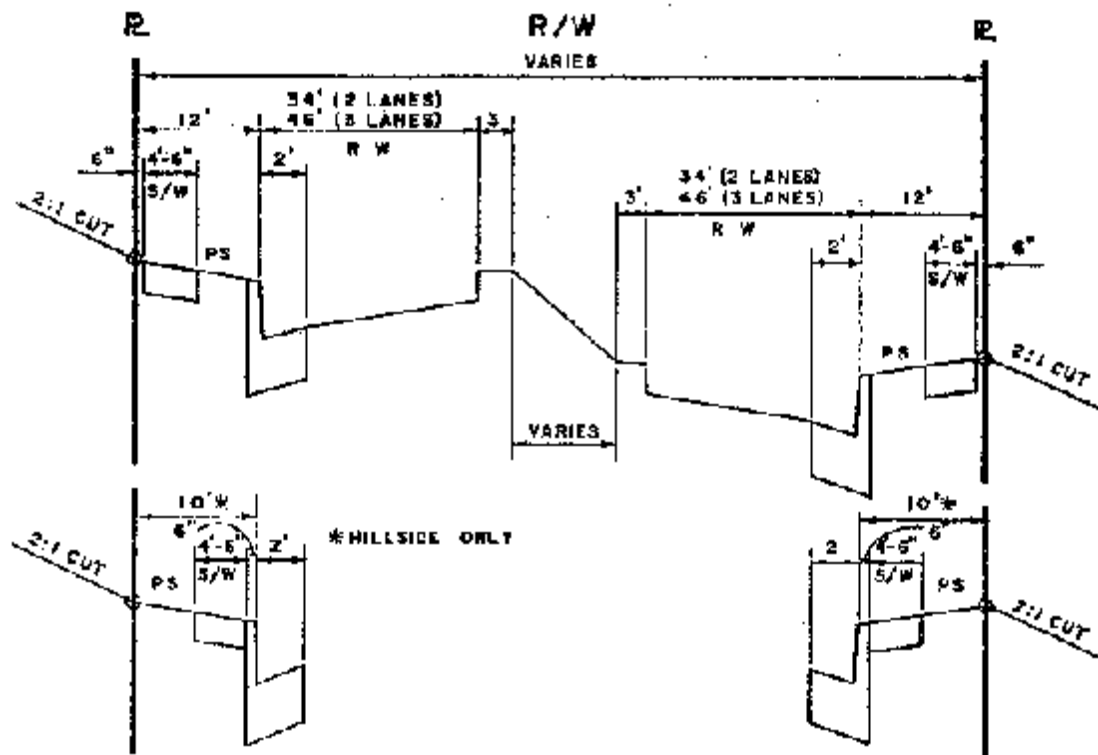 PL R/W PL
VARIES
34' (2 LANES)
12' 46' (3 LANES) 3
R W
6" 4'-6" 2'
S/W
2:1 CUT
PS
34' (2 LANES)
3' 46' (3 LANES) 12'
R W
2' 4'-6" 6"
S/W
PS
2:1 CUT
VARIES
10'*
6"
4'-6" 2'
S/W
2:1 CUT
PS
*HILLSIDE ONLY
10'*
6"
2 4'-6"
S/W
PS
2:1 CUT